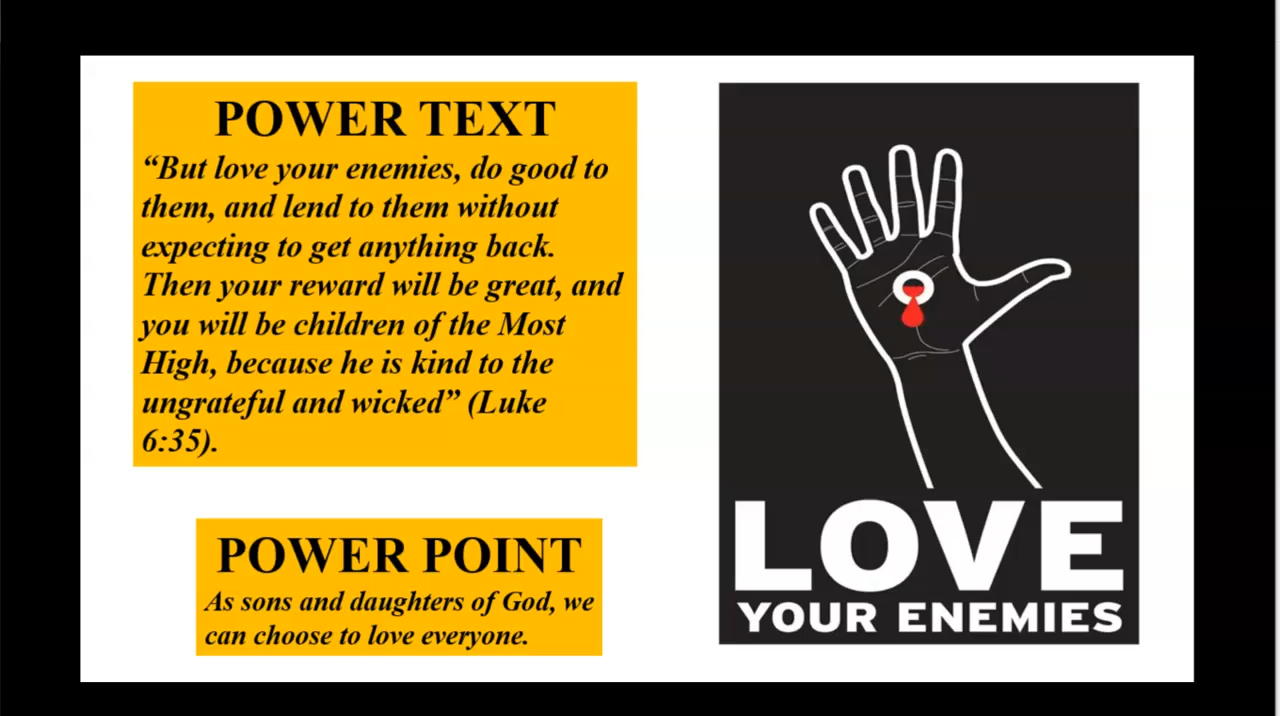 POWER TEXT
“But love your enemies, do good to
them, and lend to them without
expecting to get anything back.
Then your reward will be great, and
you will be children of the Most
High, because he is kind to the
ungrateful and wicked” (Luke
6:35).
POWER POINT
As sons and daughters of God, we
can choose to love everyone.
LOVE
YOUR ENEMIES